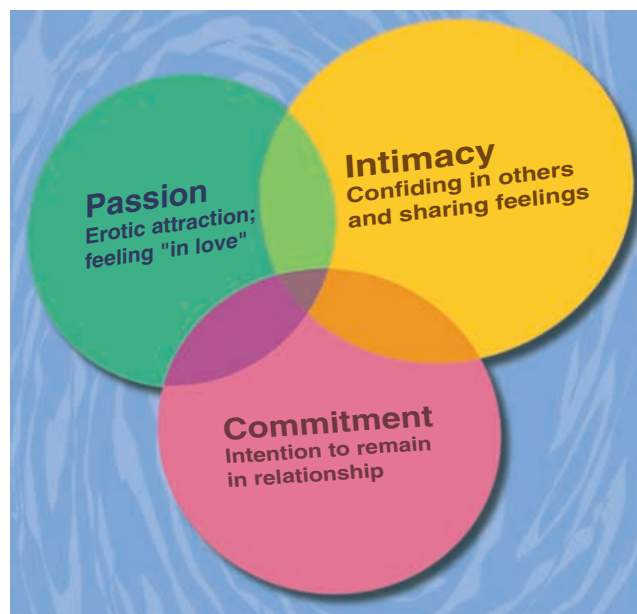 Passion
Erotic attraction;
feeling "in love"
Intimacy
Confiding in others
and sharing feelings
Commitment
Intention to remain
in relationship